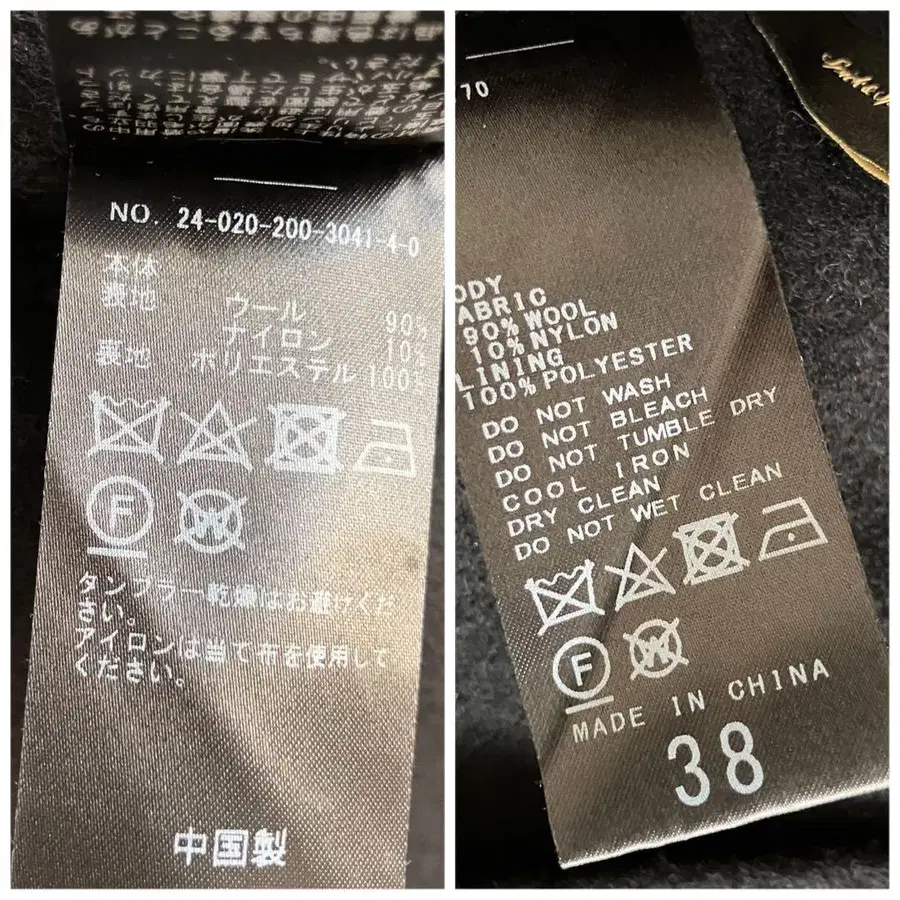 NO. 24-020-200-3041-4-0
本体
表地 ウール 90%
ナイロン 10%
裏地 ポリエステル 100%
F
W
タンブラー乾燥はお避けくだ
さい。
アイロンは当て布を使用して
ください。
中国製
70
ODY
ABRIC
90% WOOL
10% NYLON
LINING
100% POLYESTER
DO NOT WASH
DO NOT BLEACH
DO NOT TUMBLE DRY
COOL IRON
DRY CLEAN
DO NOT WET CLEAN
F
W
MADE IN CHINA
38